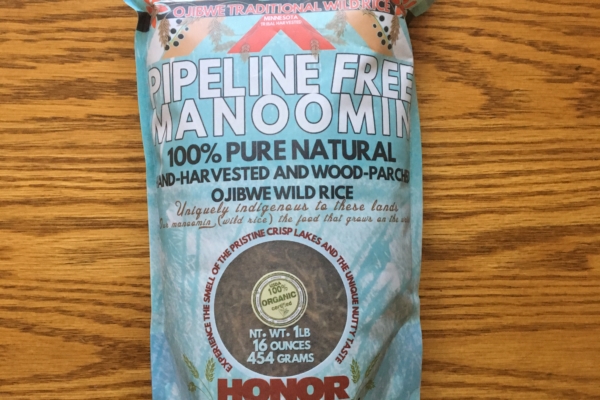 OJIBWE TRADITIONAL WILD RICE
MINNESOTA
PIPELINE FREE
MANOOMIN
100% PURE NATURAL
HAND-HARVESTED AND WOOD-PARCHED
OJIBWE WILD RICE
Uniquely indigenous to these lands
manoomin (wild rice) the food that grows on the
EXPERIENCE THE SMELL OF THE PRISTINE CRISP LAKES AND THE UNIQUE NUTTY TASTE
100%
ORGANIC
certified
NT. WT. 1LB
16 OUNCES
454 GRAMS
HONOR